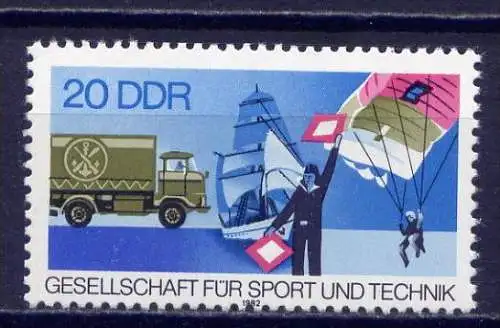 20 DDR
GESELLSCHAFT FÜR SPORT UND TECHNIK
1982